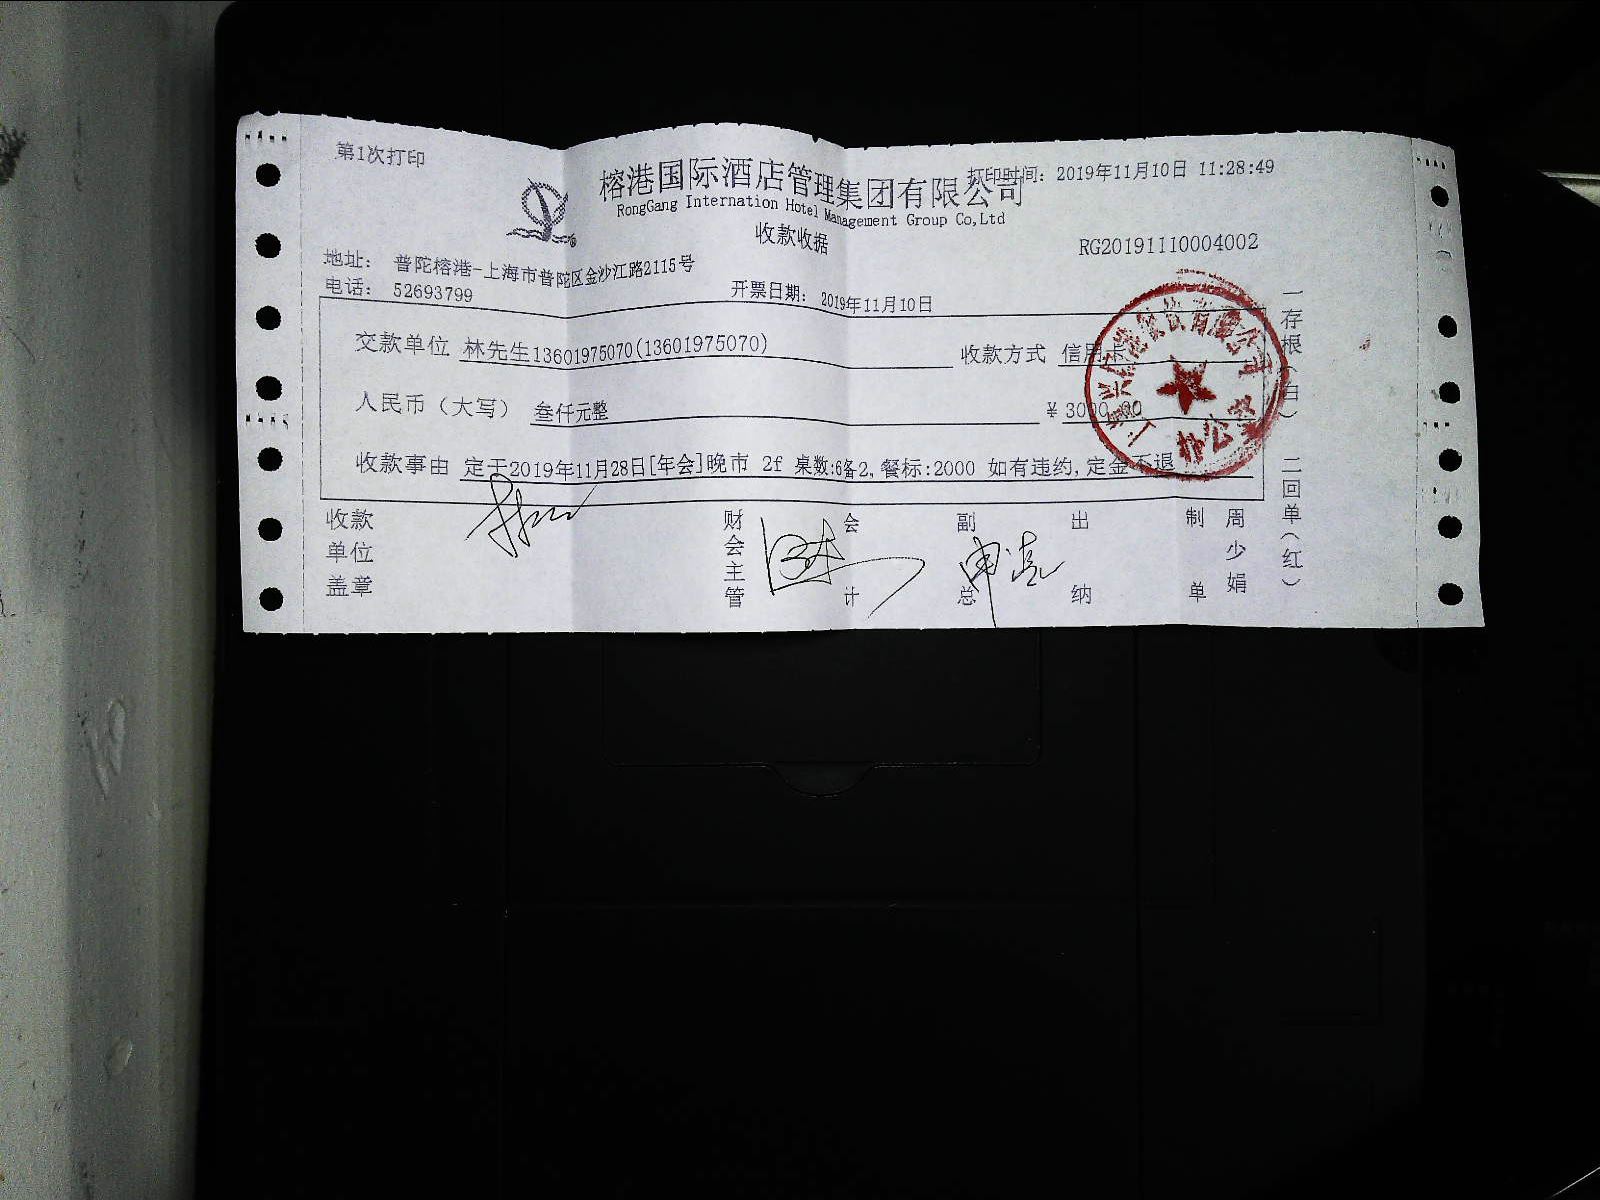 第1次打印
榕港国际酒店管理集团有限公司
打印时间: 2019年11月10日 11:28:49
RongGang Internation Hotel Management Group Co,Ltd
收款收据
RG20191110004002
地址: 普陀榕港-上海市普陀区金沙江路2115号
电话: 52693799
开票日期: 2019年11月10日
交款单位 林先生13601975070(13601975070)
收款方式 信用卡
人民币（大写） 叁仟元整
¥ 3000.00
收款事由 定于2019年11月28日[年会]晚市 2f 桌数:6备2,餐标:2000 如有违约,定金不退
收款单位盖章
财会主管
会计
副总
出纳
制单
周少娟
一存根(白) 二回单(红)
办公室